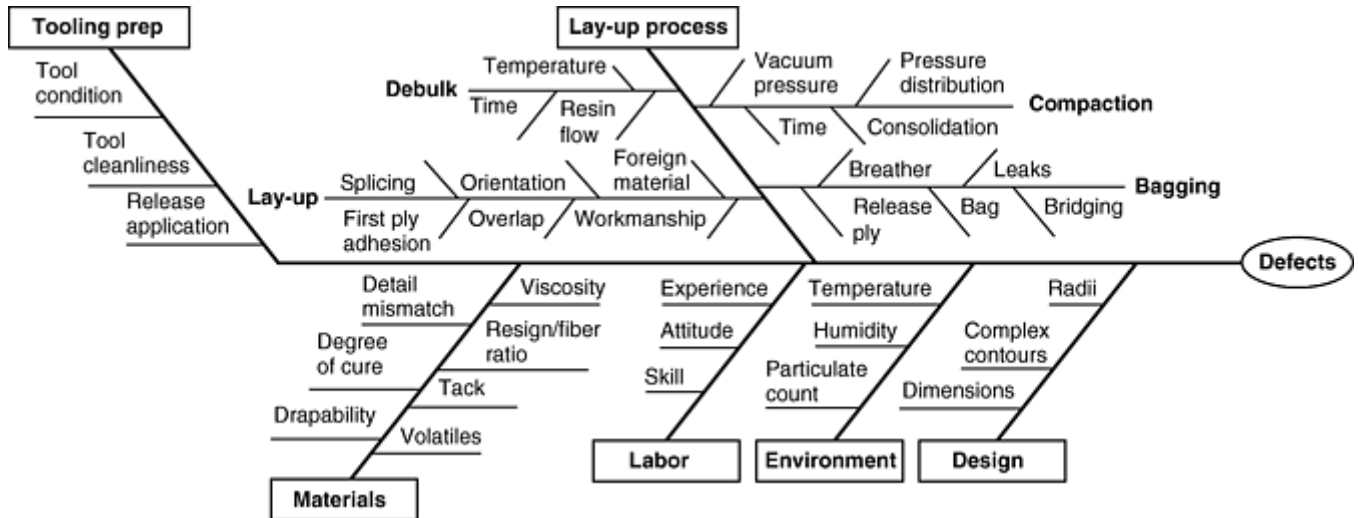 Tooling prep
Lay-up process
Tool
condition
Tool
cleanliness
Release
application
Debulk
Temperature
Time
Resin
flow
Vacuum
pressure
Pressure
distribution
Compaction
Time
Consolidation
Lay-up
Splicing
Orientation
Foreign
material
First ply
adhesion
Overlap
Workmanship
Breather
Leaks
Bagging
Release
ply
Bag
Bridging
Defects
Detail
mismatch
Degree
of cure
Drapability
Viscosity
Resign/fiber
ratio
Tack
Volatiles
Materials
Experience
Attitude
Skill
Labor
Temperature
Humidity
Particulate
count
Environment
Radii
Complex
contours
Dimensions
Design